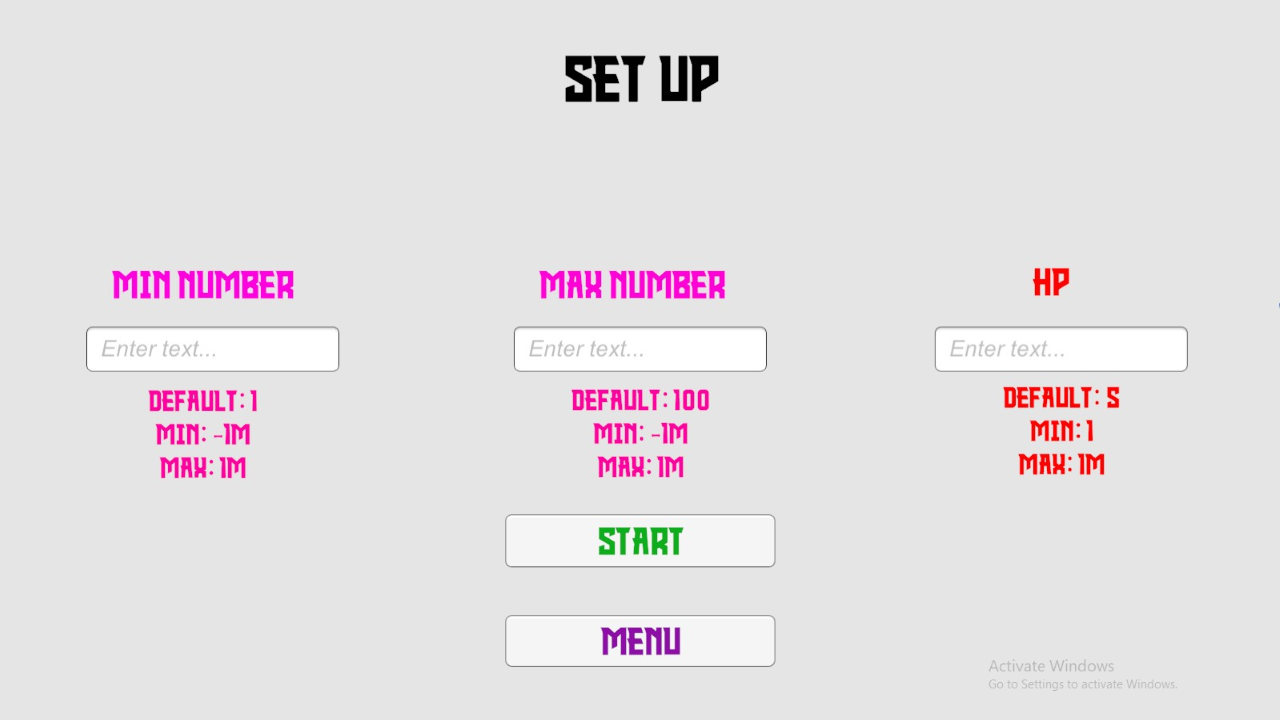 SET UP
MIN NUMBER
MAX NUMBER
HP
Enter text...
Enter text...
Enter text...
DEFAULT: 1
MIN: -1M
MAX: 1M
DEFAULT: 100
MIN: -1M
MAX: 1M
DEFAULT: 5
MIN: 1
MAX: 1M
START
MENU
Activate Windows
Go to Settings to activate Windows.